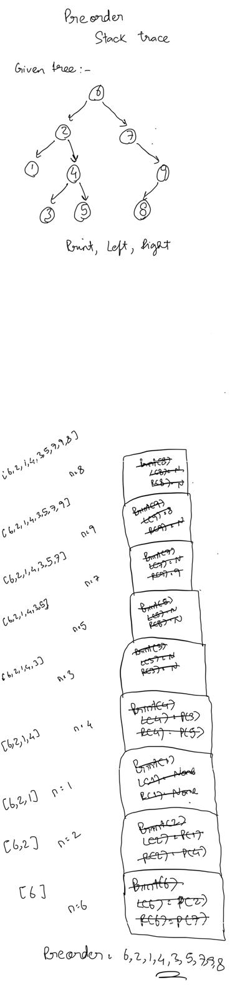 Preorder
Stack trace
Given tree :-
6
2
7
1
4
9
3
5
8
Print, Left, Right
[6,2,1,4,3,5,7,9,8]
n=8
Print(8)
L(8)=N
R(8)=N
[6,2,1,4,3,5,7,9]
n=9
Print(9)
L(9)=8
R(9)=N
[6,2,1,4,3,5,7]
n=7
Print(7)
L(7)=N
R(7)=9
[6,2,1,4,3,5]
n=5
Print(5)
L(5)=N
R(5)=N
[6,2,1,4,3]
n=3
Print(3)
L(3)=N
R(3)=N
[6,2,1,4]
n=4
Print(4)
L(4)=P(3)
R(4)=P(5)
[6,2,1]
n=1
Print(1)
L(1)=None
R(1)=None
[6,2]
n=2
Print(2)
L(2)=P(1)
R(2)=P(4)
[6]
n=6
Print(6)
L(6)=P(2)
R(6)=P(7)
Preorder: 6,2,1,4,3,5,7,9,8